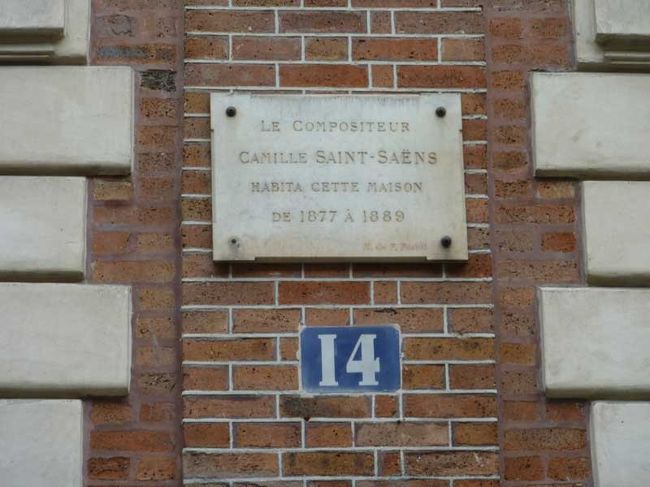 LE COMPOSITEUR
CAMILLE SAINT-SAËNS
HABITA CETTE MAISON
DE 1877 À 1889
14